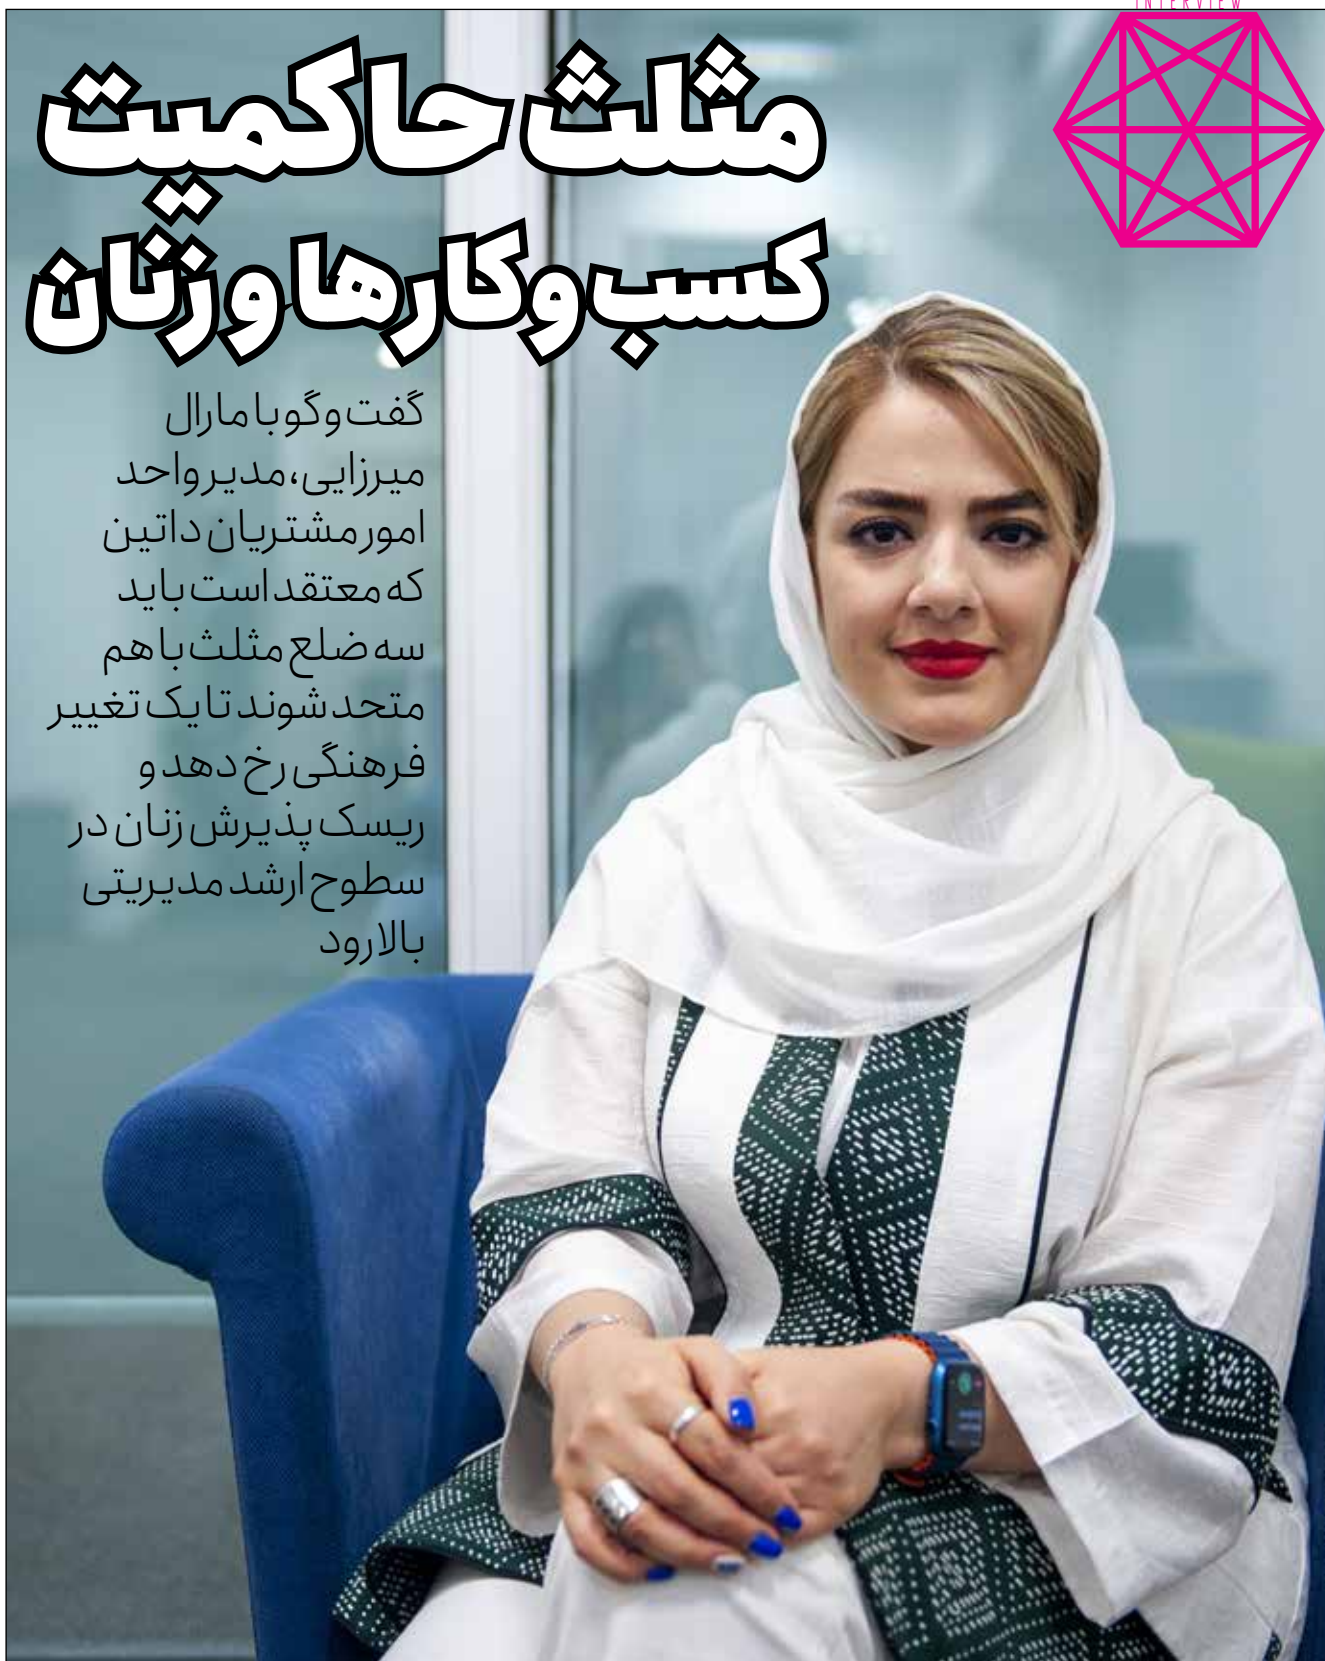 INTERVIEW
مثلث حاکمیت
کسب‌وکارها و زنان
گفت‌وگو با مارال
میرزایی، مدیر واحد
امور مشتریان داتین
که معتقد است باید
سه ضلع مثلث با هم
متحد شوند تا یک تغییر
فرهنگی رخ دهد و
ریسک پذیرش زنان در
سطوح ارشد مدیریتی
بالا رود